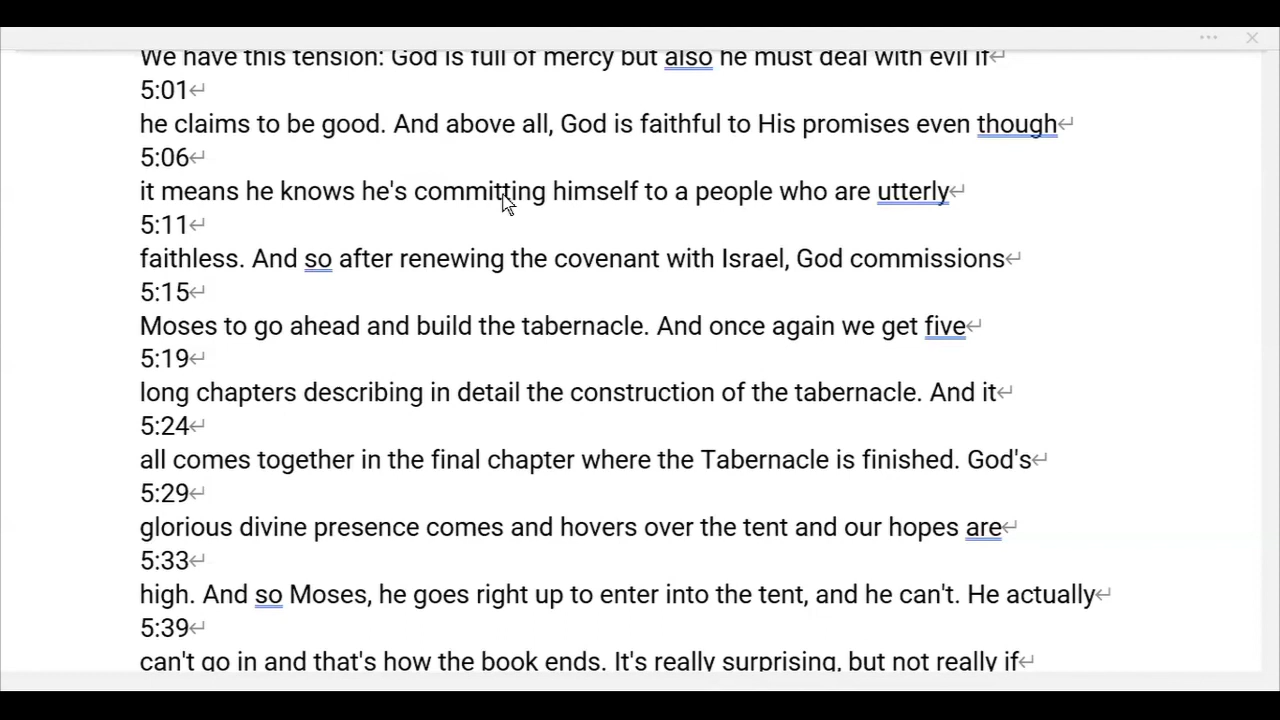 We have this tension: God is full of mercy but also he must deal with evil if
5:01
he claims to be good. And above all, God is faithful to His promises even though
5:06
it means he knows he's committing himself to a people who are utterly
5:11
faithless. And so after renewing the covenant with Israel, God commissions
5:15
Moses to go ahead and build the tabernacle. And once again we get five
5:19
long chapters describing in detail the construction of the tabernacle. And it
5:24
all comes together in the final chapter where the Tabernacle is finished. God's
5:29
glorious divine presence comes and hovers over the tent and our hopes are
5:33
high. And so Moses, he goes right up to enter into the tent, and he can't. He actually
5:39
can't go in and that's how the book ends. It's really surprising, but not really if